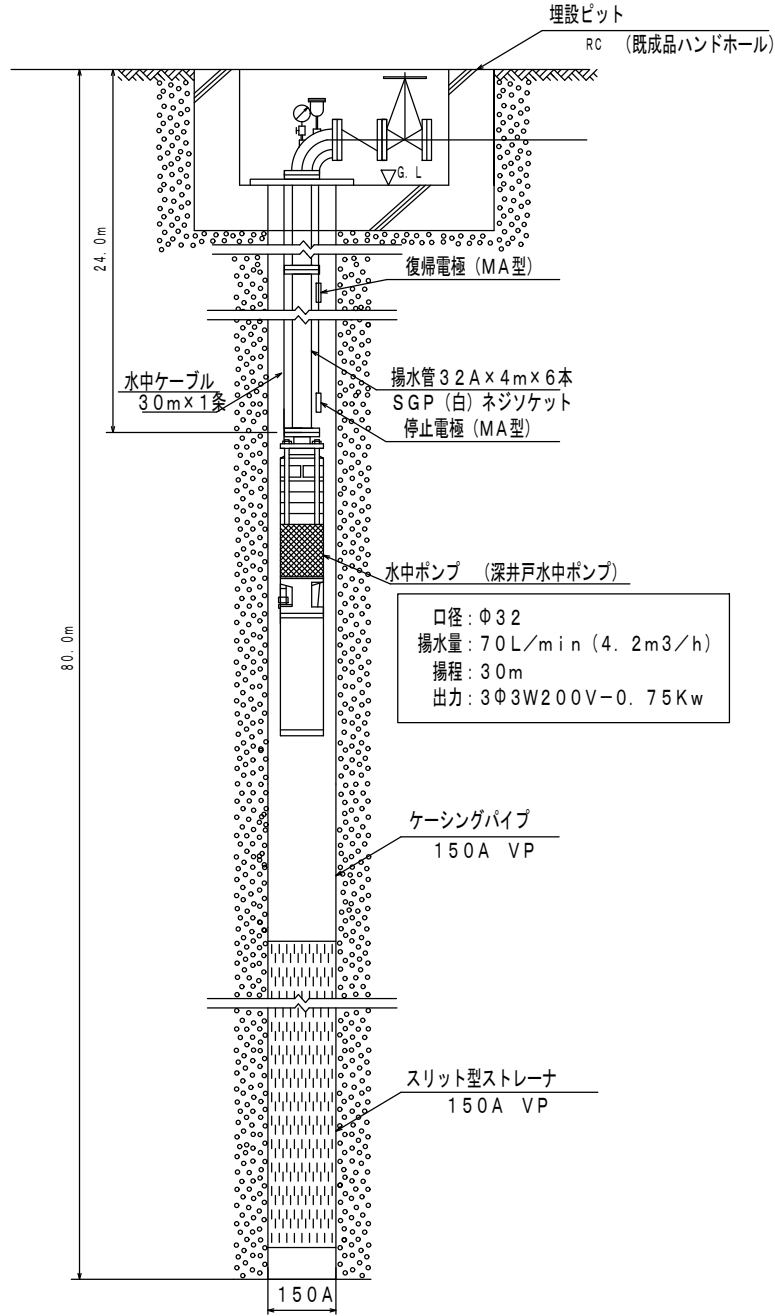 埋設ピット
RC （既成品ハンドホール）
G. L
24. 0m
復帰電極（MA型）
水中ケーブル
30m×1条
揚水管32A×4m×6本
SGP（白）ネジソケット
停止電極（MA型）
水中ポンプ （深井戸水中ポンプ）
口径：Φ32
揚水量：70L/min（4. 2m3/h）
揚程：30m
出力：3Φ3W200V−0. 75Kw
80. 0m
ケーシングパイプ
150A VP
スリット型ストレーナ
150A VP
150A